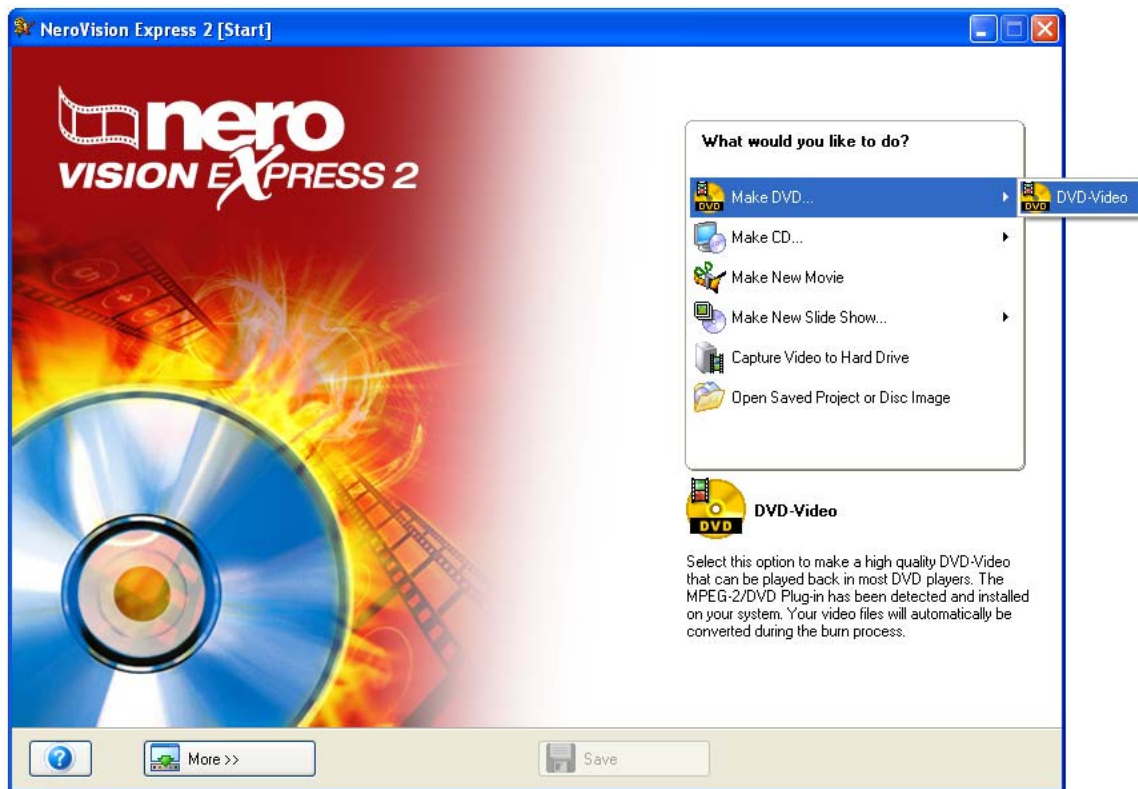 NeroVision Express 2 [Start]
nero
VISION EXPRESS 2
What would you like to do?
Make DVD...
DVD-Video
Make CD...
Make New Movie
Make New Slide Show...
Capture Video to Hard Drive
Open Saved Project or Disc Image
DVD-Video
Select this option to make a high quality DVD-Video
that can be played back in most DVD players. The
MPEG-2/DVD Plug-in has been detected and installed
on your system. Your video files will automatically be
converted during the burn process.
More >>
Save